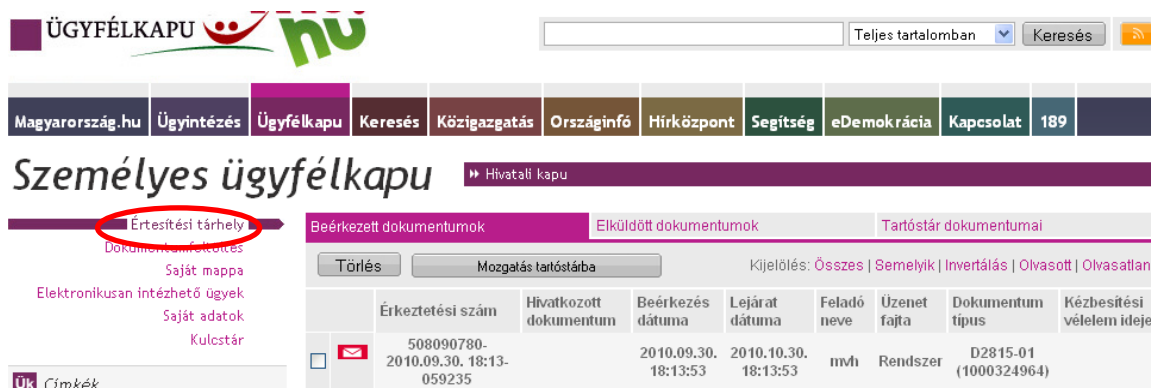 ÜGYFÉLKAPU
.hu
Teljes tartalomban
Keresés
Magyarország.hu Ügyintézés Ügyfélkapu Keresés Közigazgatás Országinfó Hírközpont Segítség eDemokrácia Kapcsolat 189
Személyes ügyfélkapu
Hivatali kapu
Értesítési tárhely
Dokumentumfeltöltés
Saját mappa
Elektronikusan intézhető ügyek
Saját adatok
Kulcstár
Ük Címkék
Beérkezett dokumentumok
Elküldött dokumentumok
Tartóstár dokumentumai
Törlés
Mozgatás tartóstárba
Kijelölés: Összes | Semelyik | Invertálás | Olvasott | Olvasatlan
Érkeztetési szám
Hivatkozott dokumentum
Beérkezés dátuma
Lejárat dátuma
Feladó neve
Üzenet fajta
Dokumentum típus
Kézbesítési vélelem ideje
508090780-
2010.09.30. 18:13-
059235
2010.09.30.
18:13:53
2010.10.30.
18:13:53
mvh
Rendszer
D2815-01
(1000324964)